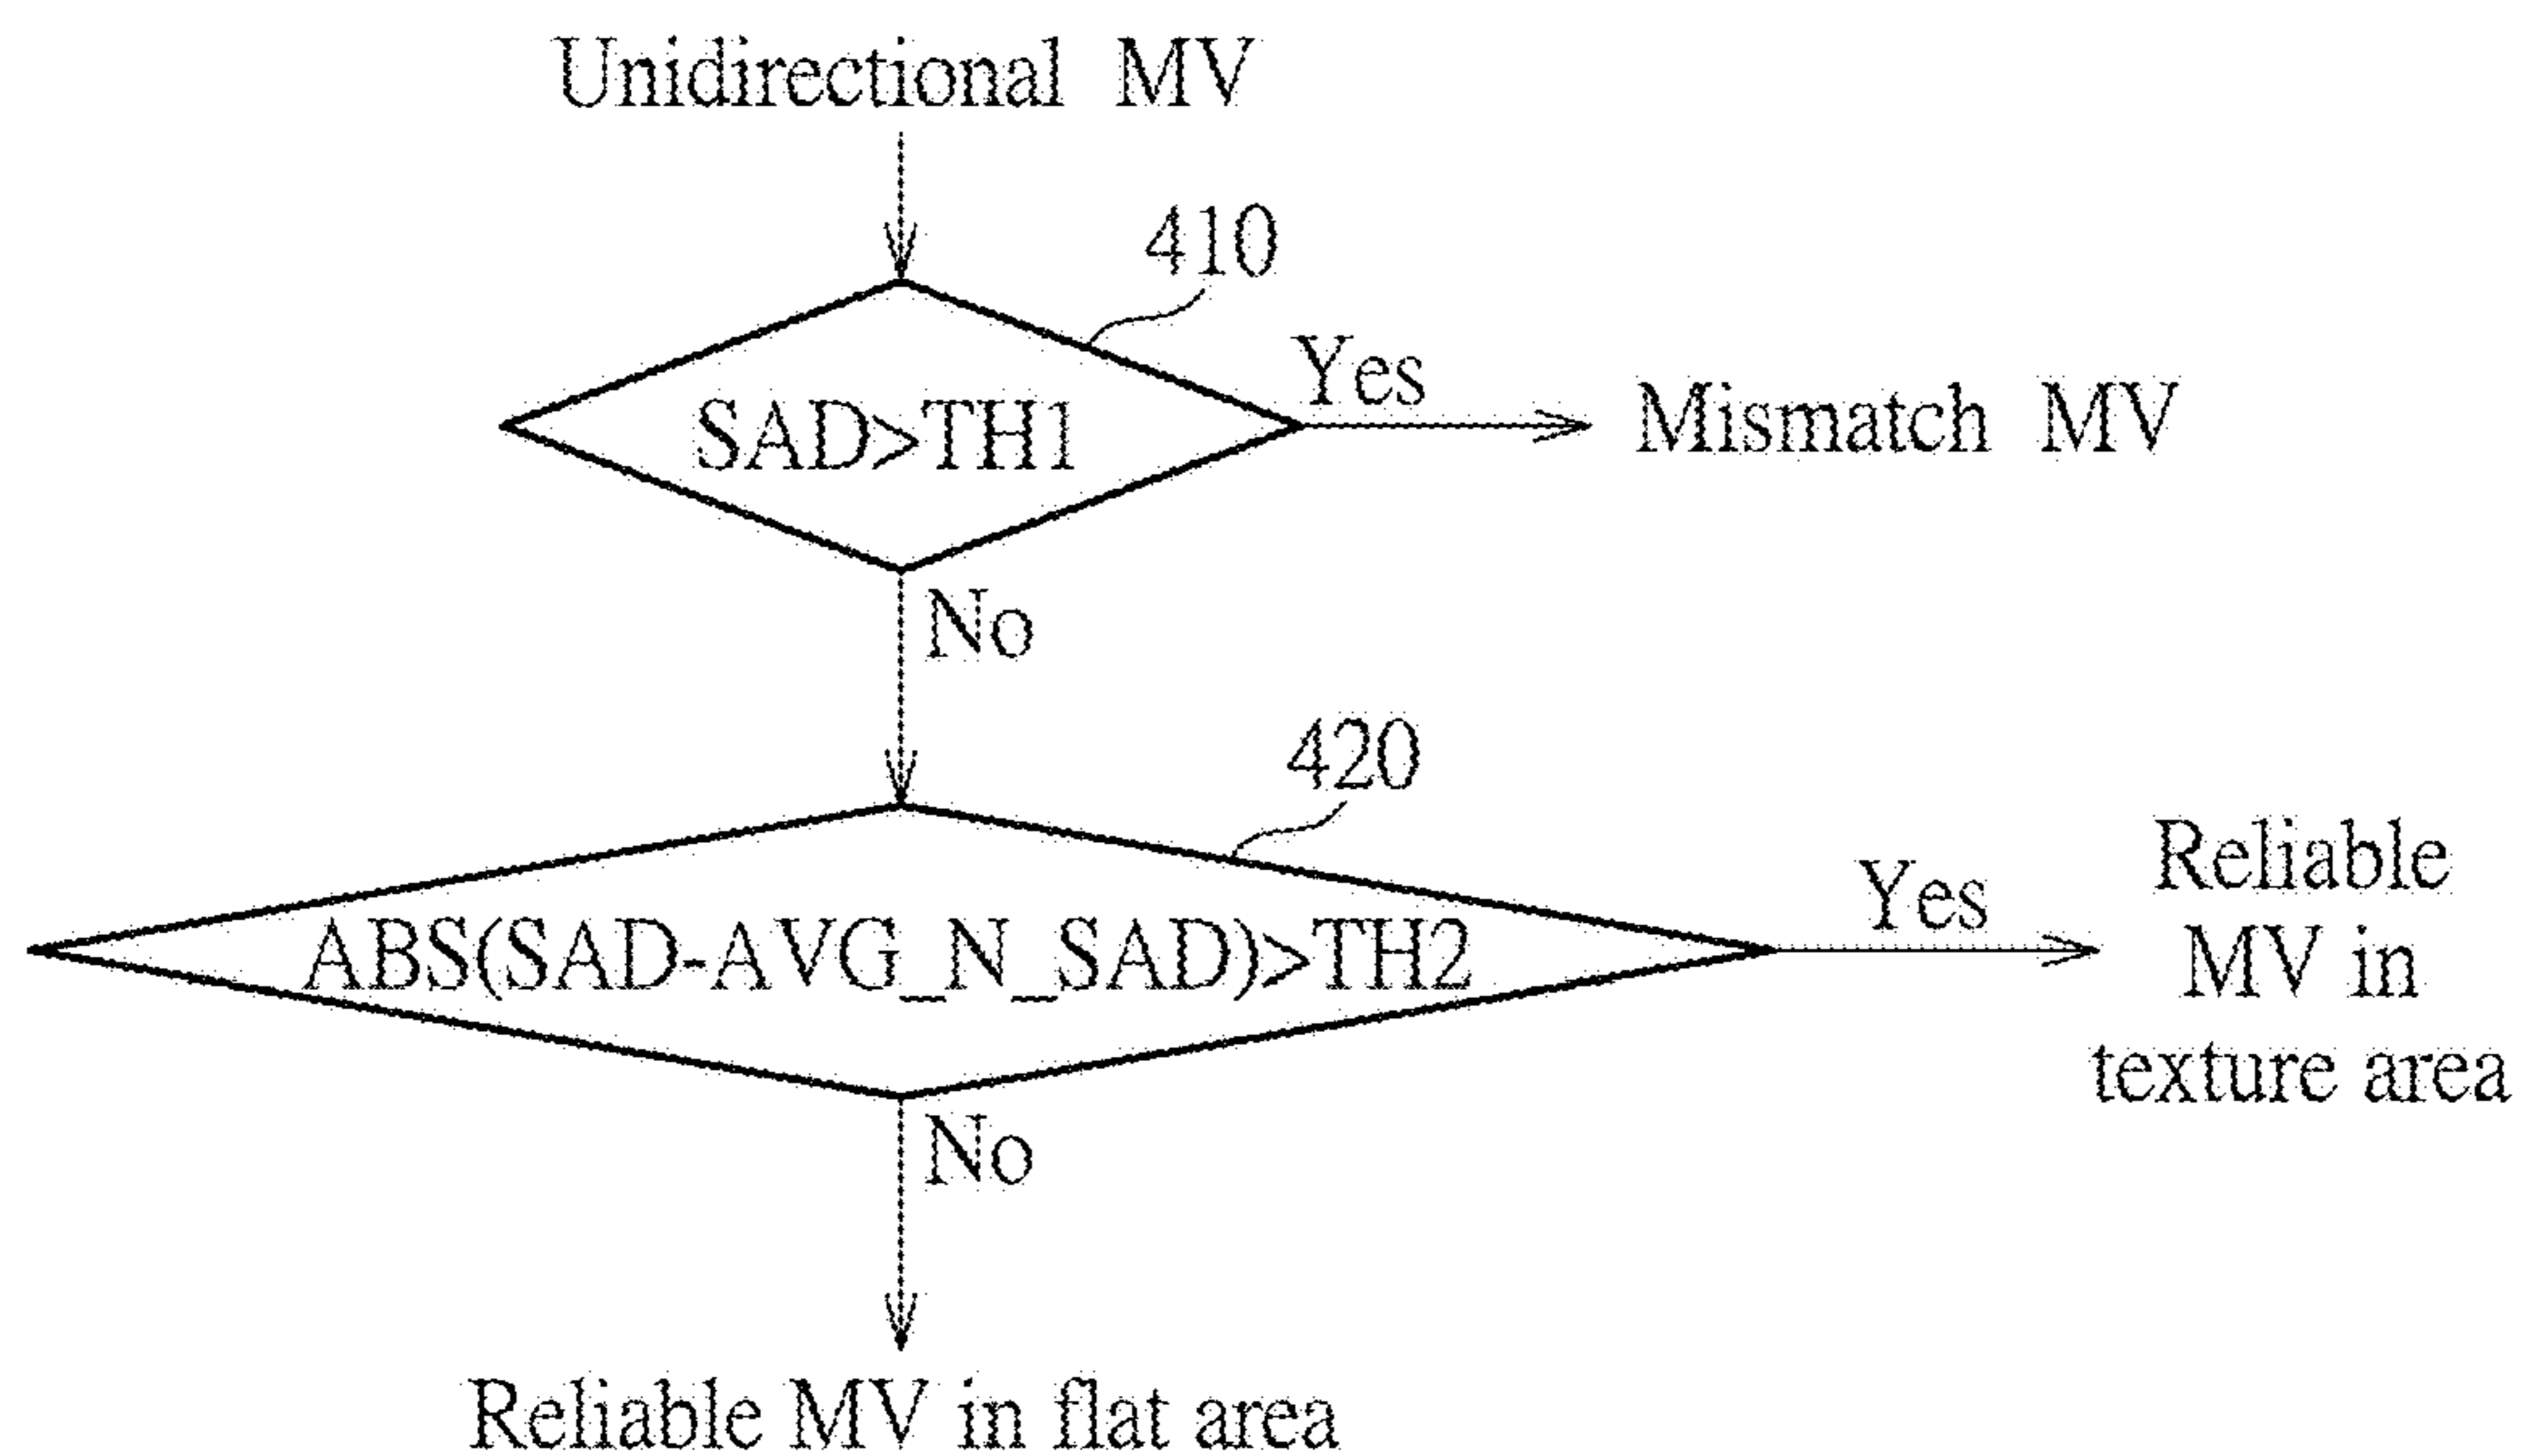 Unidirectional MV
410
Yes
SAD>TH1
Mismatch MV
No
420
ABS(SAD-AVG_N_SAD)>TH2
Yes
Reliable
MV in
texture area
No
Reliable MV in flat area